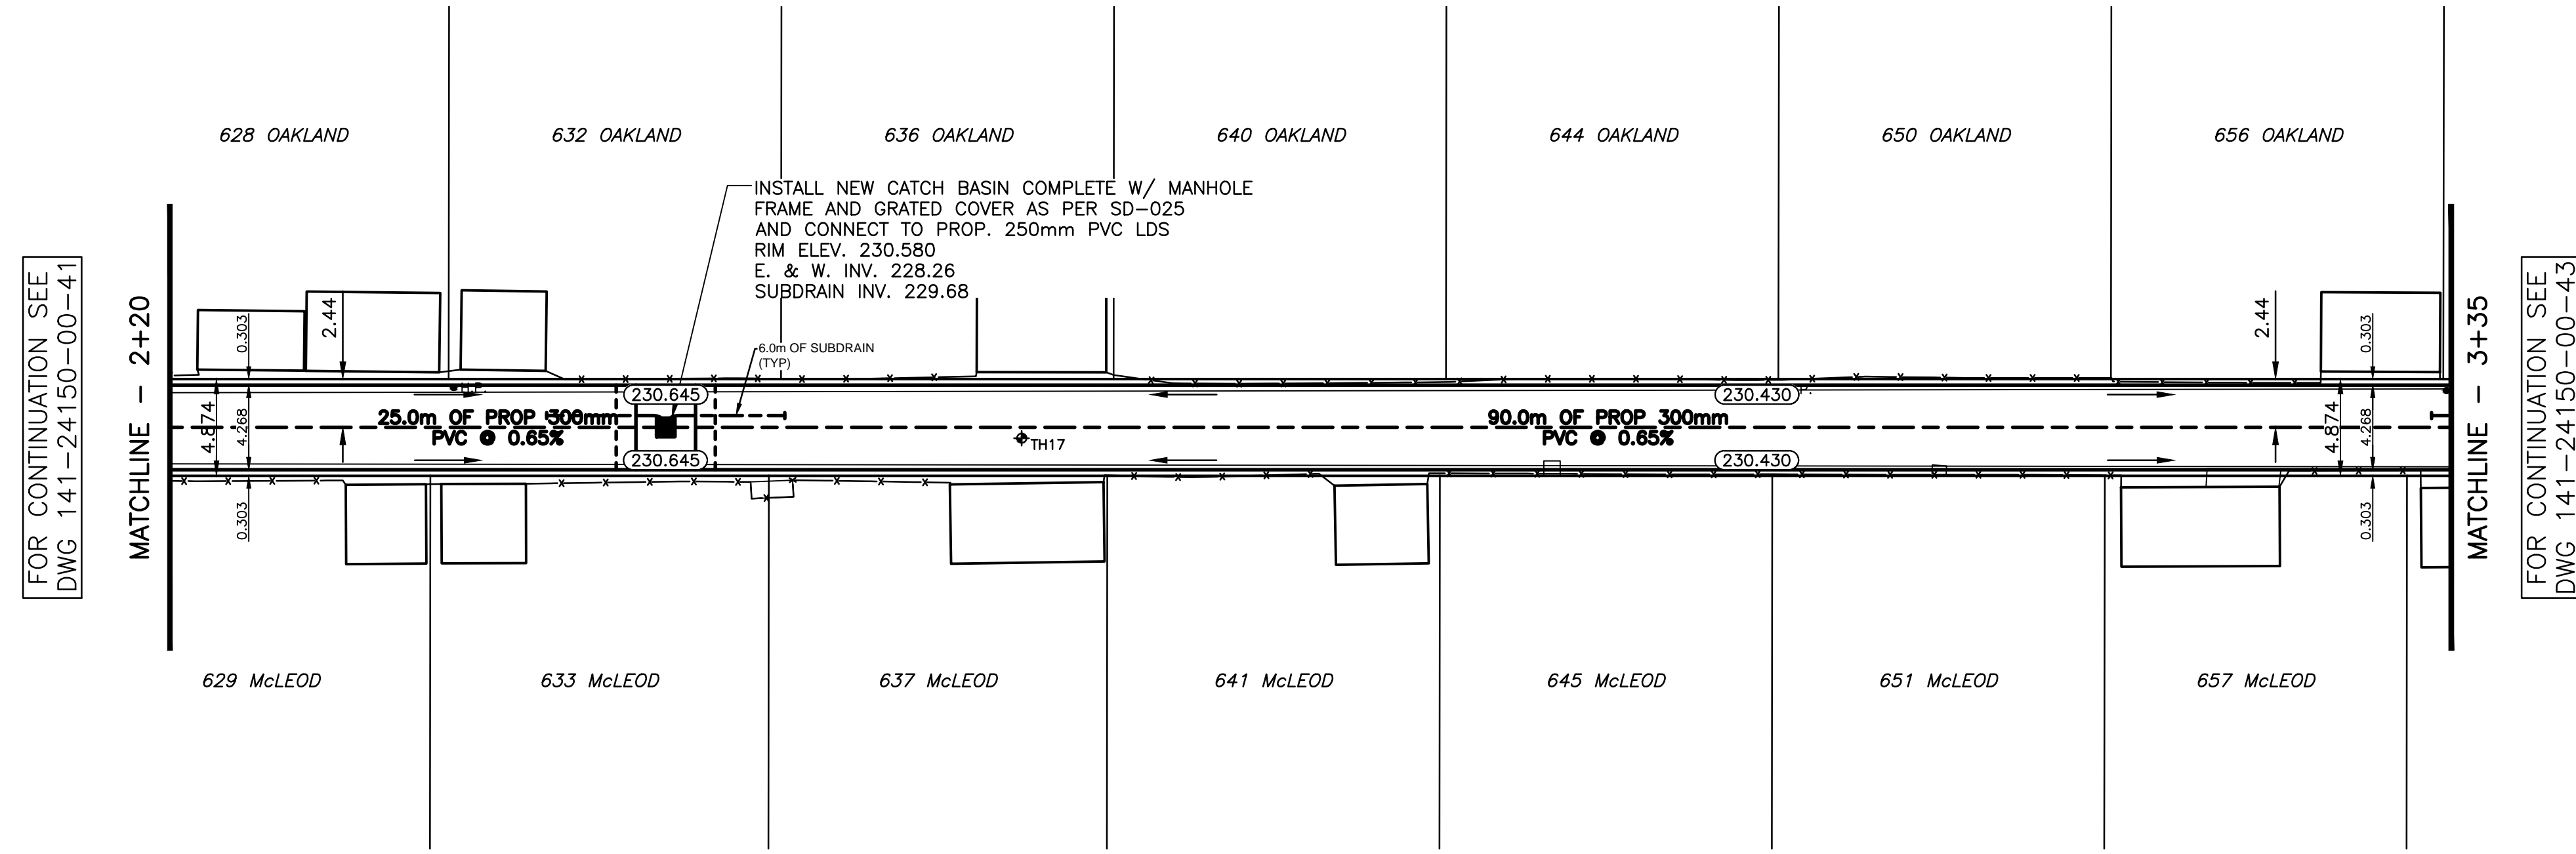 628 OAKLAND
632 OAKLAND
636 OAKLAND
640 OAKLAND
644 OAKLAND
650 OAKLAND
656 OAKLAND
INSTALL NEW CATCH BASIN COMPLETE W/ MANHOLE
FRAME AND GRATED COVER AS PER SD-025
AND CONNECT TO PROP. 250mm PVC LDS
RIM ELEV. 230.580
E. & W. INV. 228.26
SUBDRAIN INV. 229.68
6.0m OF SUBDRAIN
(TYP)
FOR CONTINUATION SEE
DWG 141-24150-00-41
MATCHLINE - 2+20
0.303
2.44
4.874
4.268
0.303
H.P.
25.0m OF PROP 300mm
PVC @ 0.65%
230.645
230.645
TH17
90.0m OF PROP 300mm
PVC @ 0.65%
230.430
230.430
2.44
0.303
4.874
4.268
0.303
MATCHLINE - 3+35
FOR CONTINUATION SEE
DWG 141-24150-00-43
629 McLEOD
633 McLEOD
637 McLEOD
641 McLEOD
645 McLEOD
651 McLEOD
657 McLEOD